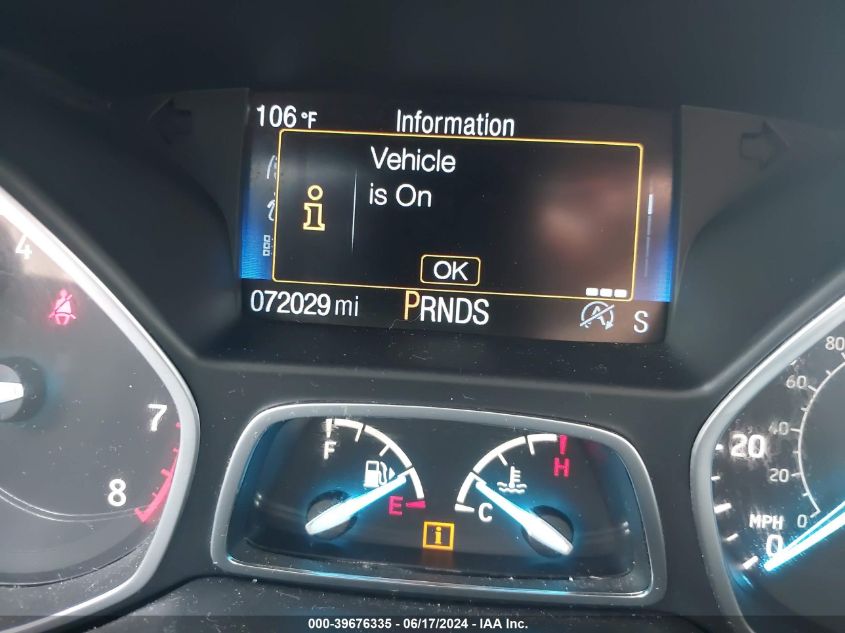 106 °F Information
Vehicle
is On
i
OK
072029 mi PRNDS A S
4
7
8
F
E
H
C
i
80
60
40
20
20
0
MPH
0
000-39676335 / 06/17/2024 / IAA Inc.